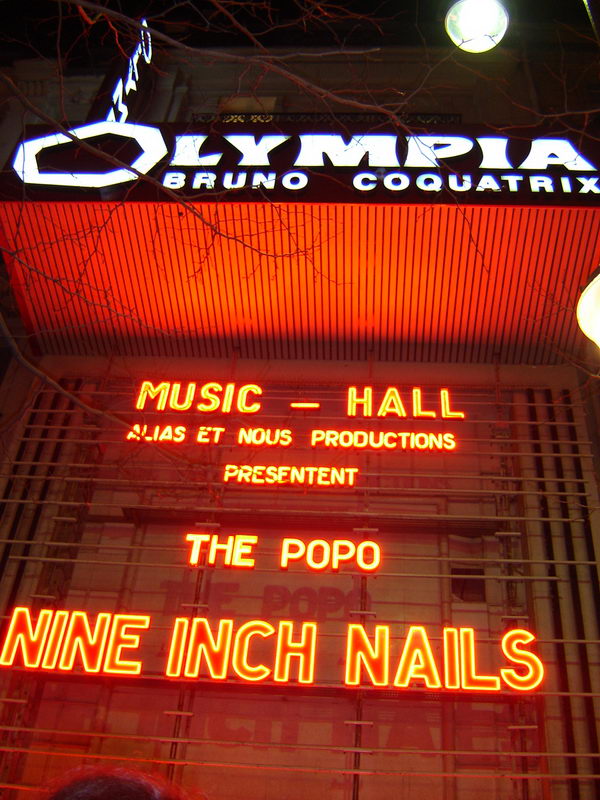 OLYMPIA
BRUNO COQUATRIX
MUSIC – HALL
ALIAS ET NOUS PRODUCTIONS
PRESENTENT
THE POPO
NINE INCH NAILS